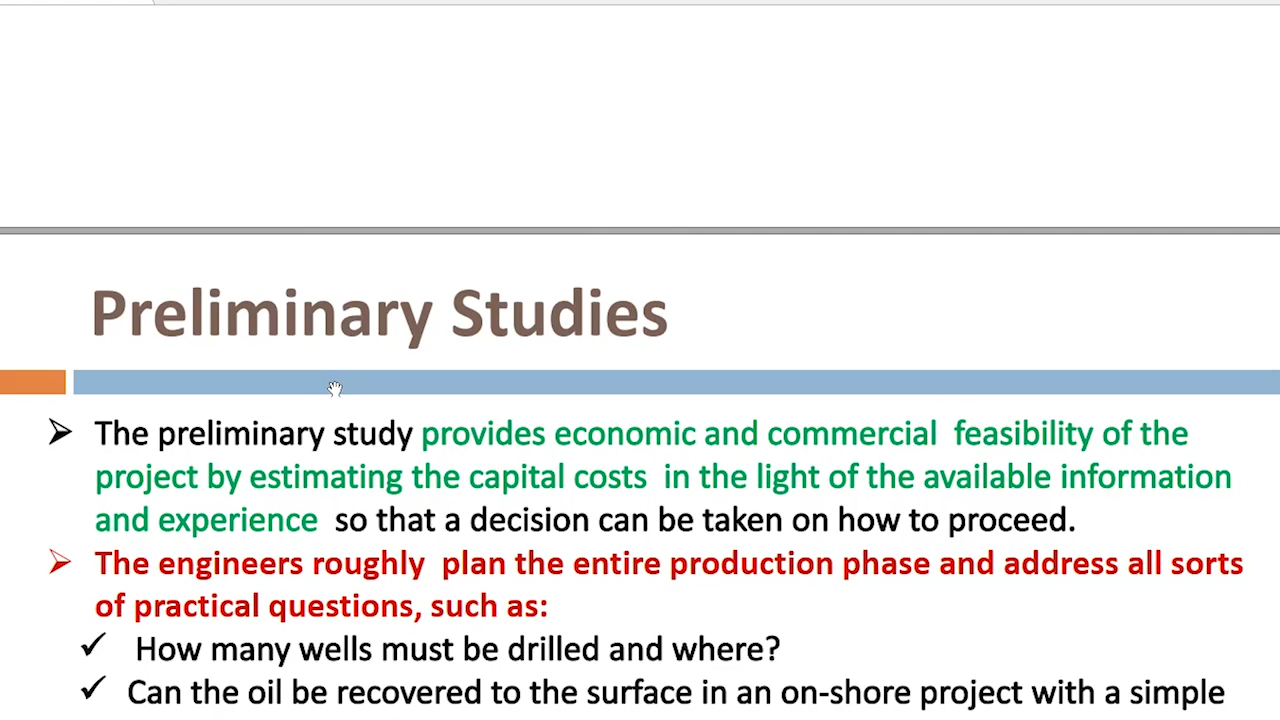 Preliminary Studies
➢ The preliminary study provides economic and commercial feasibility of the
project by estimating the capital costs in the light of the available information
and experience so that a decision can be taken on how to proceed.
➢ The engineers roughly plan the entire production phase and address all sorts
of practical questions, such as:
✓ How many wells must be drilled and where?
✓ Can the oil be recovered to the surface in an on-shore project with a simple